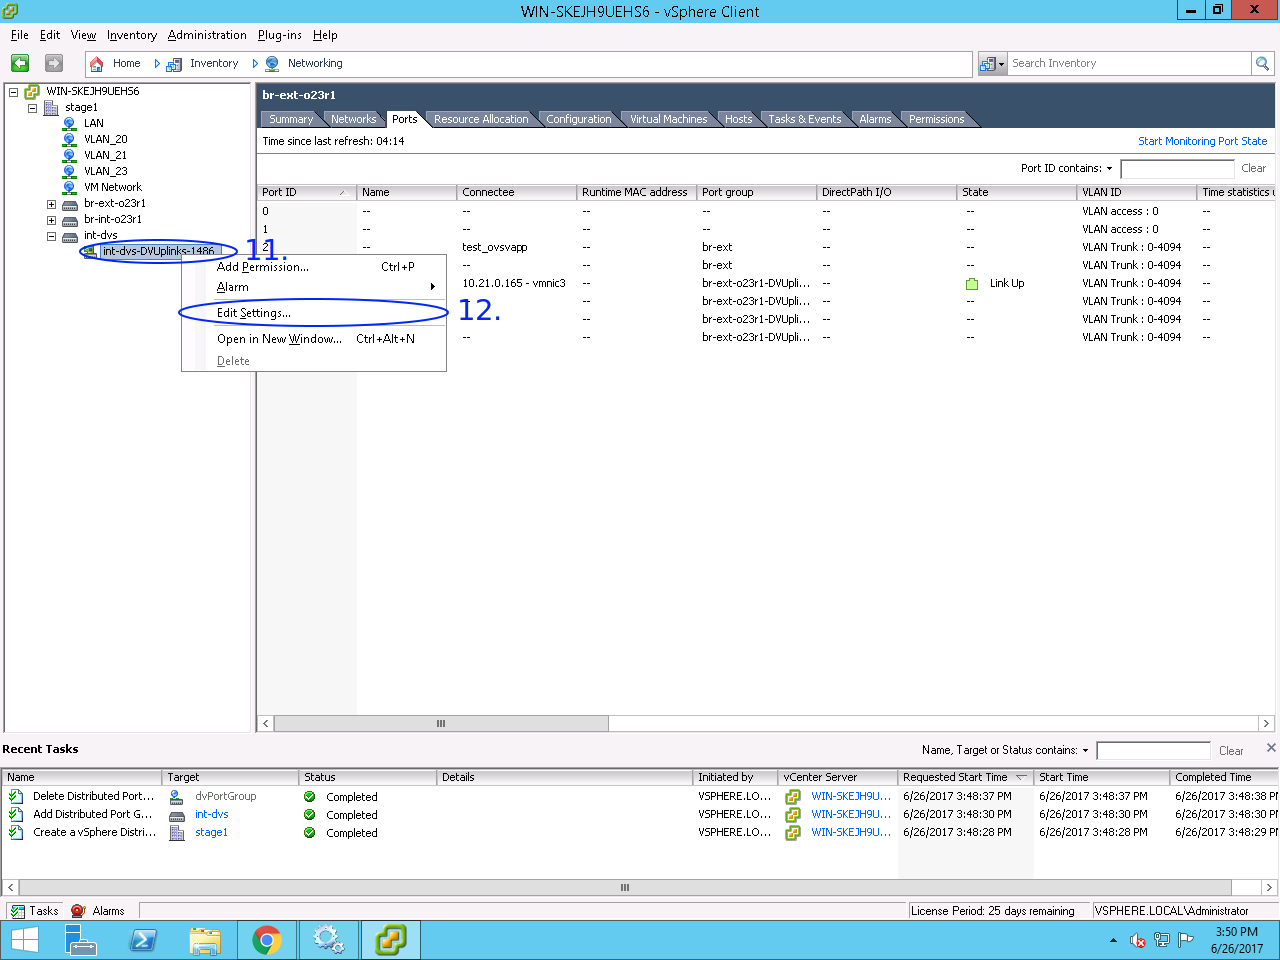 WIN-SKEJH9UEHS6 - vSphere Client
File Edit View Inventory Administration Plug-ins Help
Home Inventory Networking Search Inventory
WIN-SKEJH9UEHS6
stage1
LAN
VLAN_20
VLAN_21
VLAN_23
VM Network
br-ext-o23r1
br-int-o23r1
int-dvs
int-dvs-DVUplinks-1486
11.
Add Permission... Ctrl+P
Alarm
Edit Settings...
12.
Open in New Window... Ctrl+Alt+N
Delete
br-ext-o23r1
Summary Networks Ports Resource Allocation Configuration Virtual Machines Hosts Tasks & Events Alarms Permissions
Time since last refresh: 04:14 Start Monitoring Port State
Port ID contains: Clear
Port ID Name Connectee Runtime MAC address Port group DirectPath I/O State VLAN ID Time statistics u
0 -- -- -- -- -- -- VLAN access : 0 --
1 -- -- -- -- -- -- VLAN access : 0 --
2 -- test_ovsvapp -- br-ext -- -- VLAN Trunk : 0-4094 --
-- -- br-ext -- -- VLAN Trunk : 0-4094 --
10.21.0.165 - vmnic3 -- br-ext-o23r1-DVUpli... -- Link Up VLAN Trunk : 0-4094 --
-- br-ext-o23r1-DVUpli... -- -- VLAN Trunk : 0-4094 --
-- br-ext-o23r1-DVUpli... -- -- VLAN Trunk : 0-4094 --
-- -- br-ext-o23r1-DVUpli... -- -- VLAN Trunk : 0-4094 --
Recent Tasks Name, Target or Status contains: Clear
Name Target Status Details Initiated by vCenter Server Requested Start Time Start Time Completed Time
Delete Distributed Port... dvPortGroup Completed VSPHERE.LO... WIN-SKEJH9U... 6/26/2017 3:48:37 PM 6/26/2017 3:48:37 PM 6/26/2017 3:48:38 P
Add Distributed Port G... int-dvs Completed VSPHERE.LO... WIN-SKEJH9U... 6/26/2017 3:48:30 PM 6/26/2017 3:48:30 PM 6/26/2017 3:48:30 P
Create a vSphere Distri... stage1 Completed VSPHERE.LO... WIN-SKEJH9U... 6/26/2017 3:48:28 PM 6/26/2017 3:48:28 PM 6/26/2017 3:48:29 P
Tasks Alarms License Period: 25 days remaining VSPHERE.LOCAL\Administrator
3:50 PM
6/26/2017